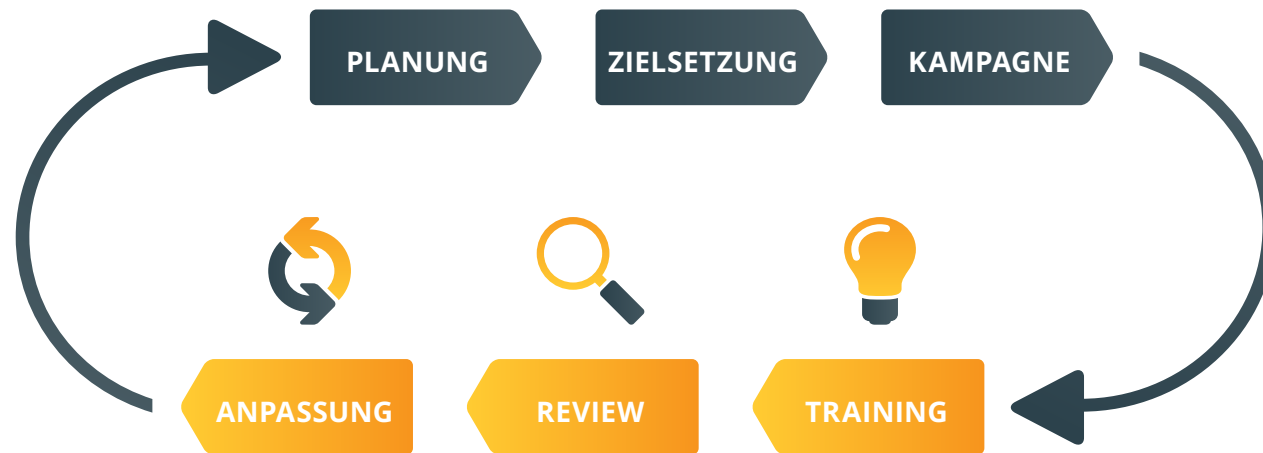 PLANUNG
ZIELSETZUNG
KAMPAGNE
TRAINING
REVIEW
ANPASSUNG